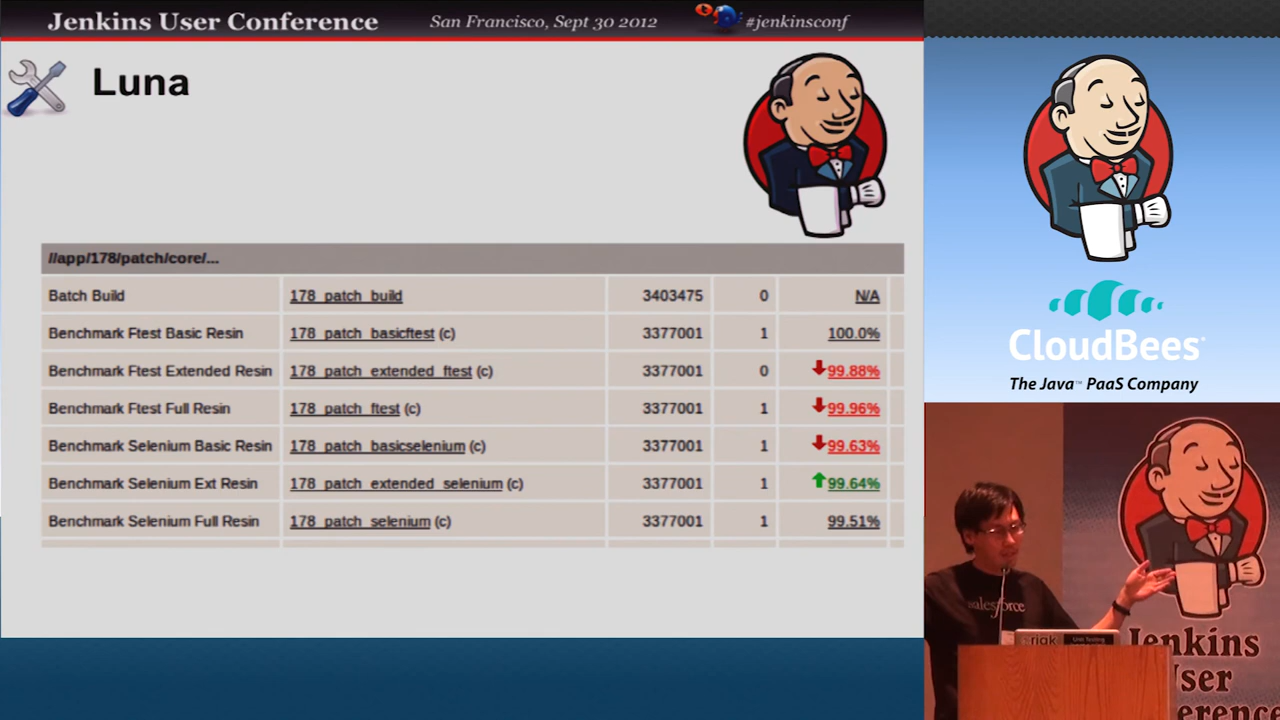 Jenkins User Conference San Francisco, Sept 30 2012 #jenkinsconf
Luna
//app/178/patch/core/...
Batch Build 178_patch_build 3403475 0 N/A
Benchmark Ftest Basic Resin 178_patch_basicftest (c) 3377001 1 100.0%
Benchmark Ftest Extended Resin 178_patch_extended_ftest (c) 3377001 0 99.88%
Benchmark Ftest Full Resin 178_patch_ftest (c) 3377001 1 99.96%
Benchmark Selenium Basic Resin 178_patch_basicselenium (c) 3377001 1 99.63%
Benchmark Selenium Ext Resin 178_patch_extended_selenium (c) 3377001 1 99.64%
Benchmark Selenium Full Resin 178_patch_selenium (c) 3377001 1 99.51%
CloudBees
The Java™ PaaS Company
salesforce
riak
Jenkins
User
Conference